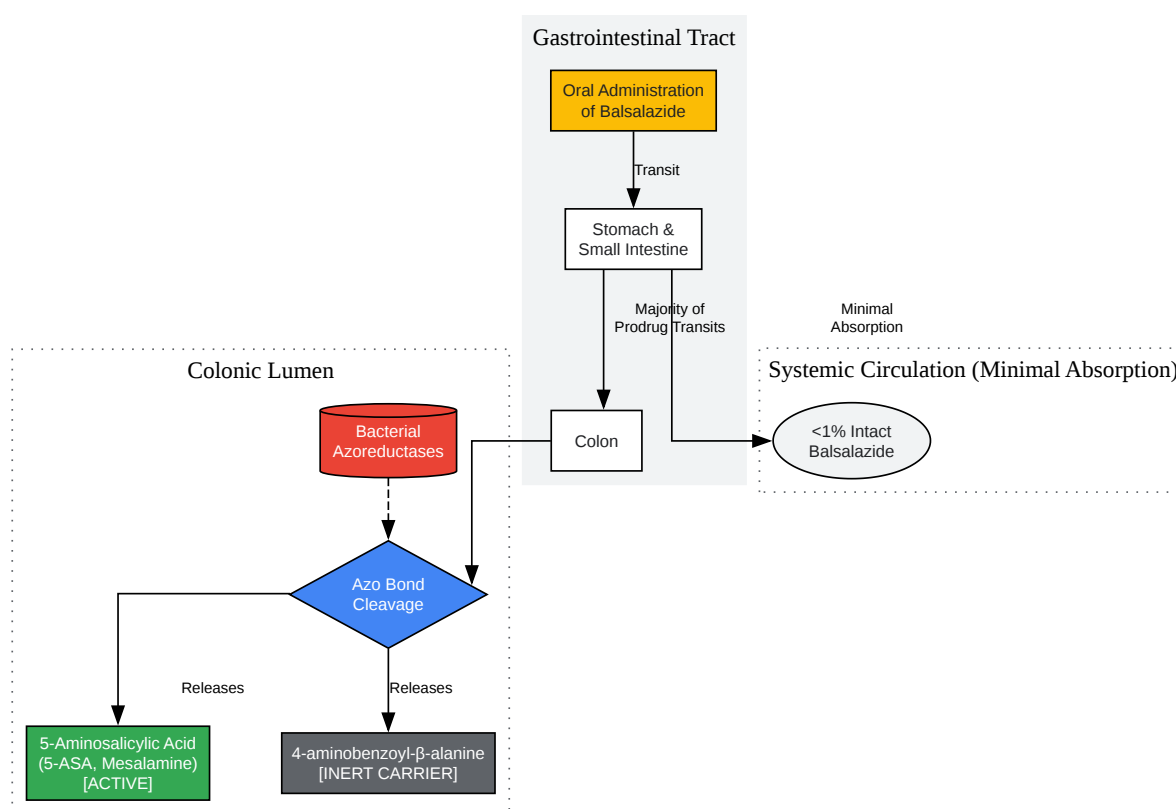 Gastrointestinal Tract
Oral Administration
of Balsalazide
Transit
Stomach &
Small Intestine
Majority of
Prodrug Transits
Minimal
Absorption
Colonic Lumen
Systemic Circulation (Minimal Absorption)
Bacterial
Azoreductases
Colon
<1% Intact
Balsalazide
Azo Bond
Cleavage
Releases
Releases
5-Aminosalicylic Acid
(5-ASA, Mesalamine)
[ACTIVE]
4-aminobenzoyl-β-alanine
[INERT CARRIER]